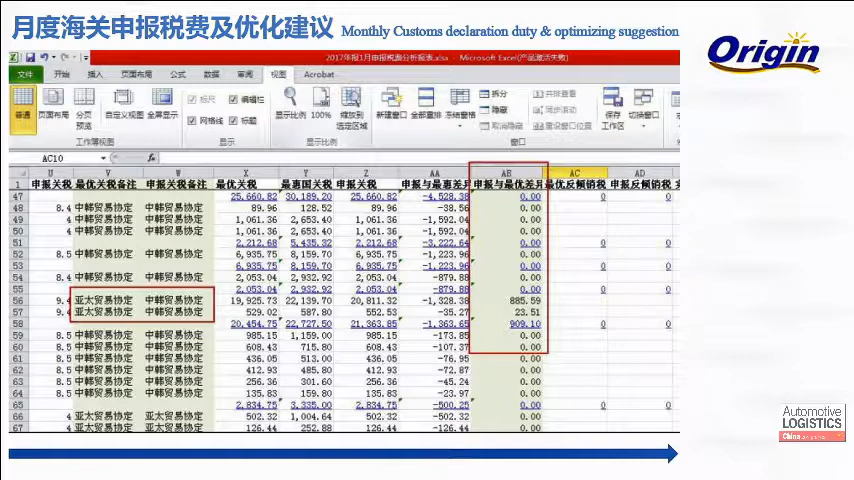 月度海关申报税费及优化建议 Monthly Customs declaration duty & optimizing suggestion
Origin
2017年报1月申报税表分析报表.xlsx - Microsoft Excel(产品激活失败)
文件 开始 插入 页面布局 公式 数据 审阅 视图 Acrobat
普通 页面布局 分页预览 自定义视图 全屏显示
标尺 编辑栏
网格线 标题
显示比例 100% 缩放到选定区域
新建窗口 全部重排 冻结窗格
拆分 隐藏 取消隐藏
并排查看 同步滚动 重设窗口位置
保存工作区 切换窗口
工作簿视图 显示 显示比例 窗口
AC10 fx
U V W X Y Z AA AB AC AD
1 申报关税 最优关税备注 申报关税备注 最优关税 最惠国关税 申报关税 申报与最惠差异 申报与最优差异 最优反倾销税 申报反倾销税
47 25,660.82 30,189.20 25,660.82 -4,528.38 0.00 0 0
48 8.4 中韩贸易协定 中韩贸易协定 89.96 128.52 89.96 -38.56 0.00
49 4 中韩贸易协定 中韩贸易协定 1,061.36 2,653.40 1,061.36 -1,592.04 0.00
50 4 中韩贸易协定 中韩贸易协定 1,061.36 2,653.40 1,061.36 -1,592.04 0.00
51 2,212.68 5,435.32 2,212.68 -3,222.64 0.00 0 0
52 8.5 中韩贸易协定 中韩贸易协定 6,935.75 8,159.70 6,935.75 -1,223.96 0.00
53 6,935.75 8,159.70 6,935.75 -1,223.96 0.00 0 0
54 8.4 中韩贸易协定 中韩贸易协定 2,053.04 2,932.92 2,053.04 -879.88 0.00
55 2,053.04 2,932.92 2,053.04 -879.88 0.00 0 0
56 9.4 亚太贸易协定 中韩贸易协定 19,925.73 22,139.70 20,811.32 -1,328.38 885.59
57 9.4 亚太贸易协定 中韩贸易协定 529.02 587.80 552.53 -35.27 23.51
58 20,454.75 22,727.50 21,363.85 -1,363.65 909.10 0 0
59 8.5 中韩贸易协定 中韩贸易协定 985.15 1,159.00 985.15 -173.85 0.00
60 8.5 中韩贸易协定 中韩贸易协定 608.43 715.80 608.43 -107.37 0.00
61 8.5 中韩贸易协定 中韩贸易协定 436.05 513.00 436.05 -76.95 0.00
62 8.5 中韩贸易协定 中韩贸易协定 412.93 485.80 412.93 -72.87 0.00
63 8.5 中韩贸易协定 中韩贸易协定 256.36 301.60 256.36 -45.24 0.00
64 8.5 中韩贸易协定 中韩贸易协定 135.83 159.80 135.83 -23.97 0.00
65 2,834.75 3,335.00 2,834.75 -500.25 0.00 0 0
66 4 亚太贸易协定 亚太贸易协定 502.32 1,004.64 502.32 -502.32 0.00
67 4 亚太贸易协定 亚太贸易协定 126.44 252.88 126.44 -126.44 0.00
Automotive
LOGISTICS
China